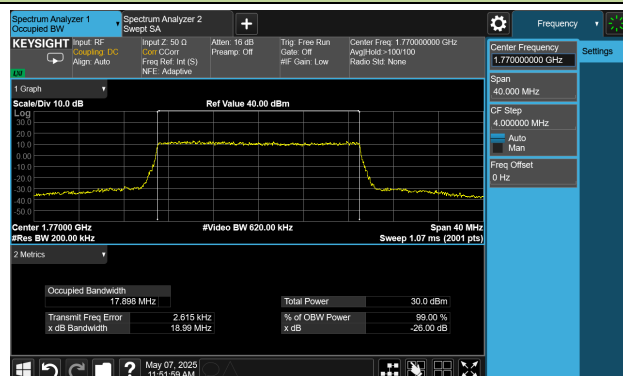 Spectrum Analyzer 1
Occupied BW
Spectrum Analyzer 2
Swept SA
+
Frequency
KEYSIGHT
Input: RF
Coupling: DC
Align: Auto
Input Z: 50 Ω
Corr CCorr
Freq Ref: Int (S)
NFE: Adaptive
Atten: 16 dB
Preamp: Off
Trig: Free Run
Gate: Off
#IF Gain: Low
Center Freq: 1.770000000 GHz
Avg|Hold:>100/100
Radio Std: None
LXI
Center Frequency
1.770000000 GHz
Settings
Span
40.000 MHz
CF Step
4.000000 MHz
Auto
Man
Freq Offset
0 Hz
1 Graph
Scale/Div 10.0 dB
Ref Value 40.00 dBm
Log
30.0
20.0
10.0
0.00
-10.0
-20.0
-30.0
-40.0
-50.0
Center 1.77000 GHz
#Video BW 620.00 kHz
Span 40 MHz
#Res BW 200.00 kHz
Sweep 1.07 ms (2001 pts)
2 Metrics
Occupied Bandwidth
17.898 MHz
Total Power 30.0 dBm
Transmit Freq Error 2.615 kHz
% of OBW Power 99.00 %
x dB Bandwidth 18.99 MHz
x dB -26.00 dB
?
May 07, 2025
11:51:59 AM